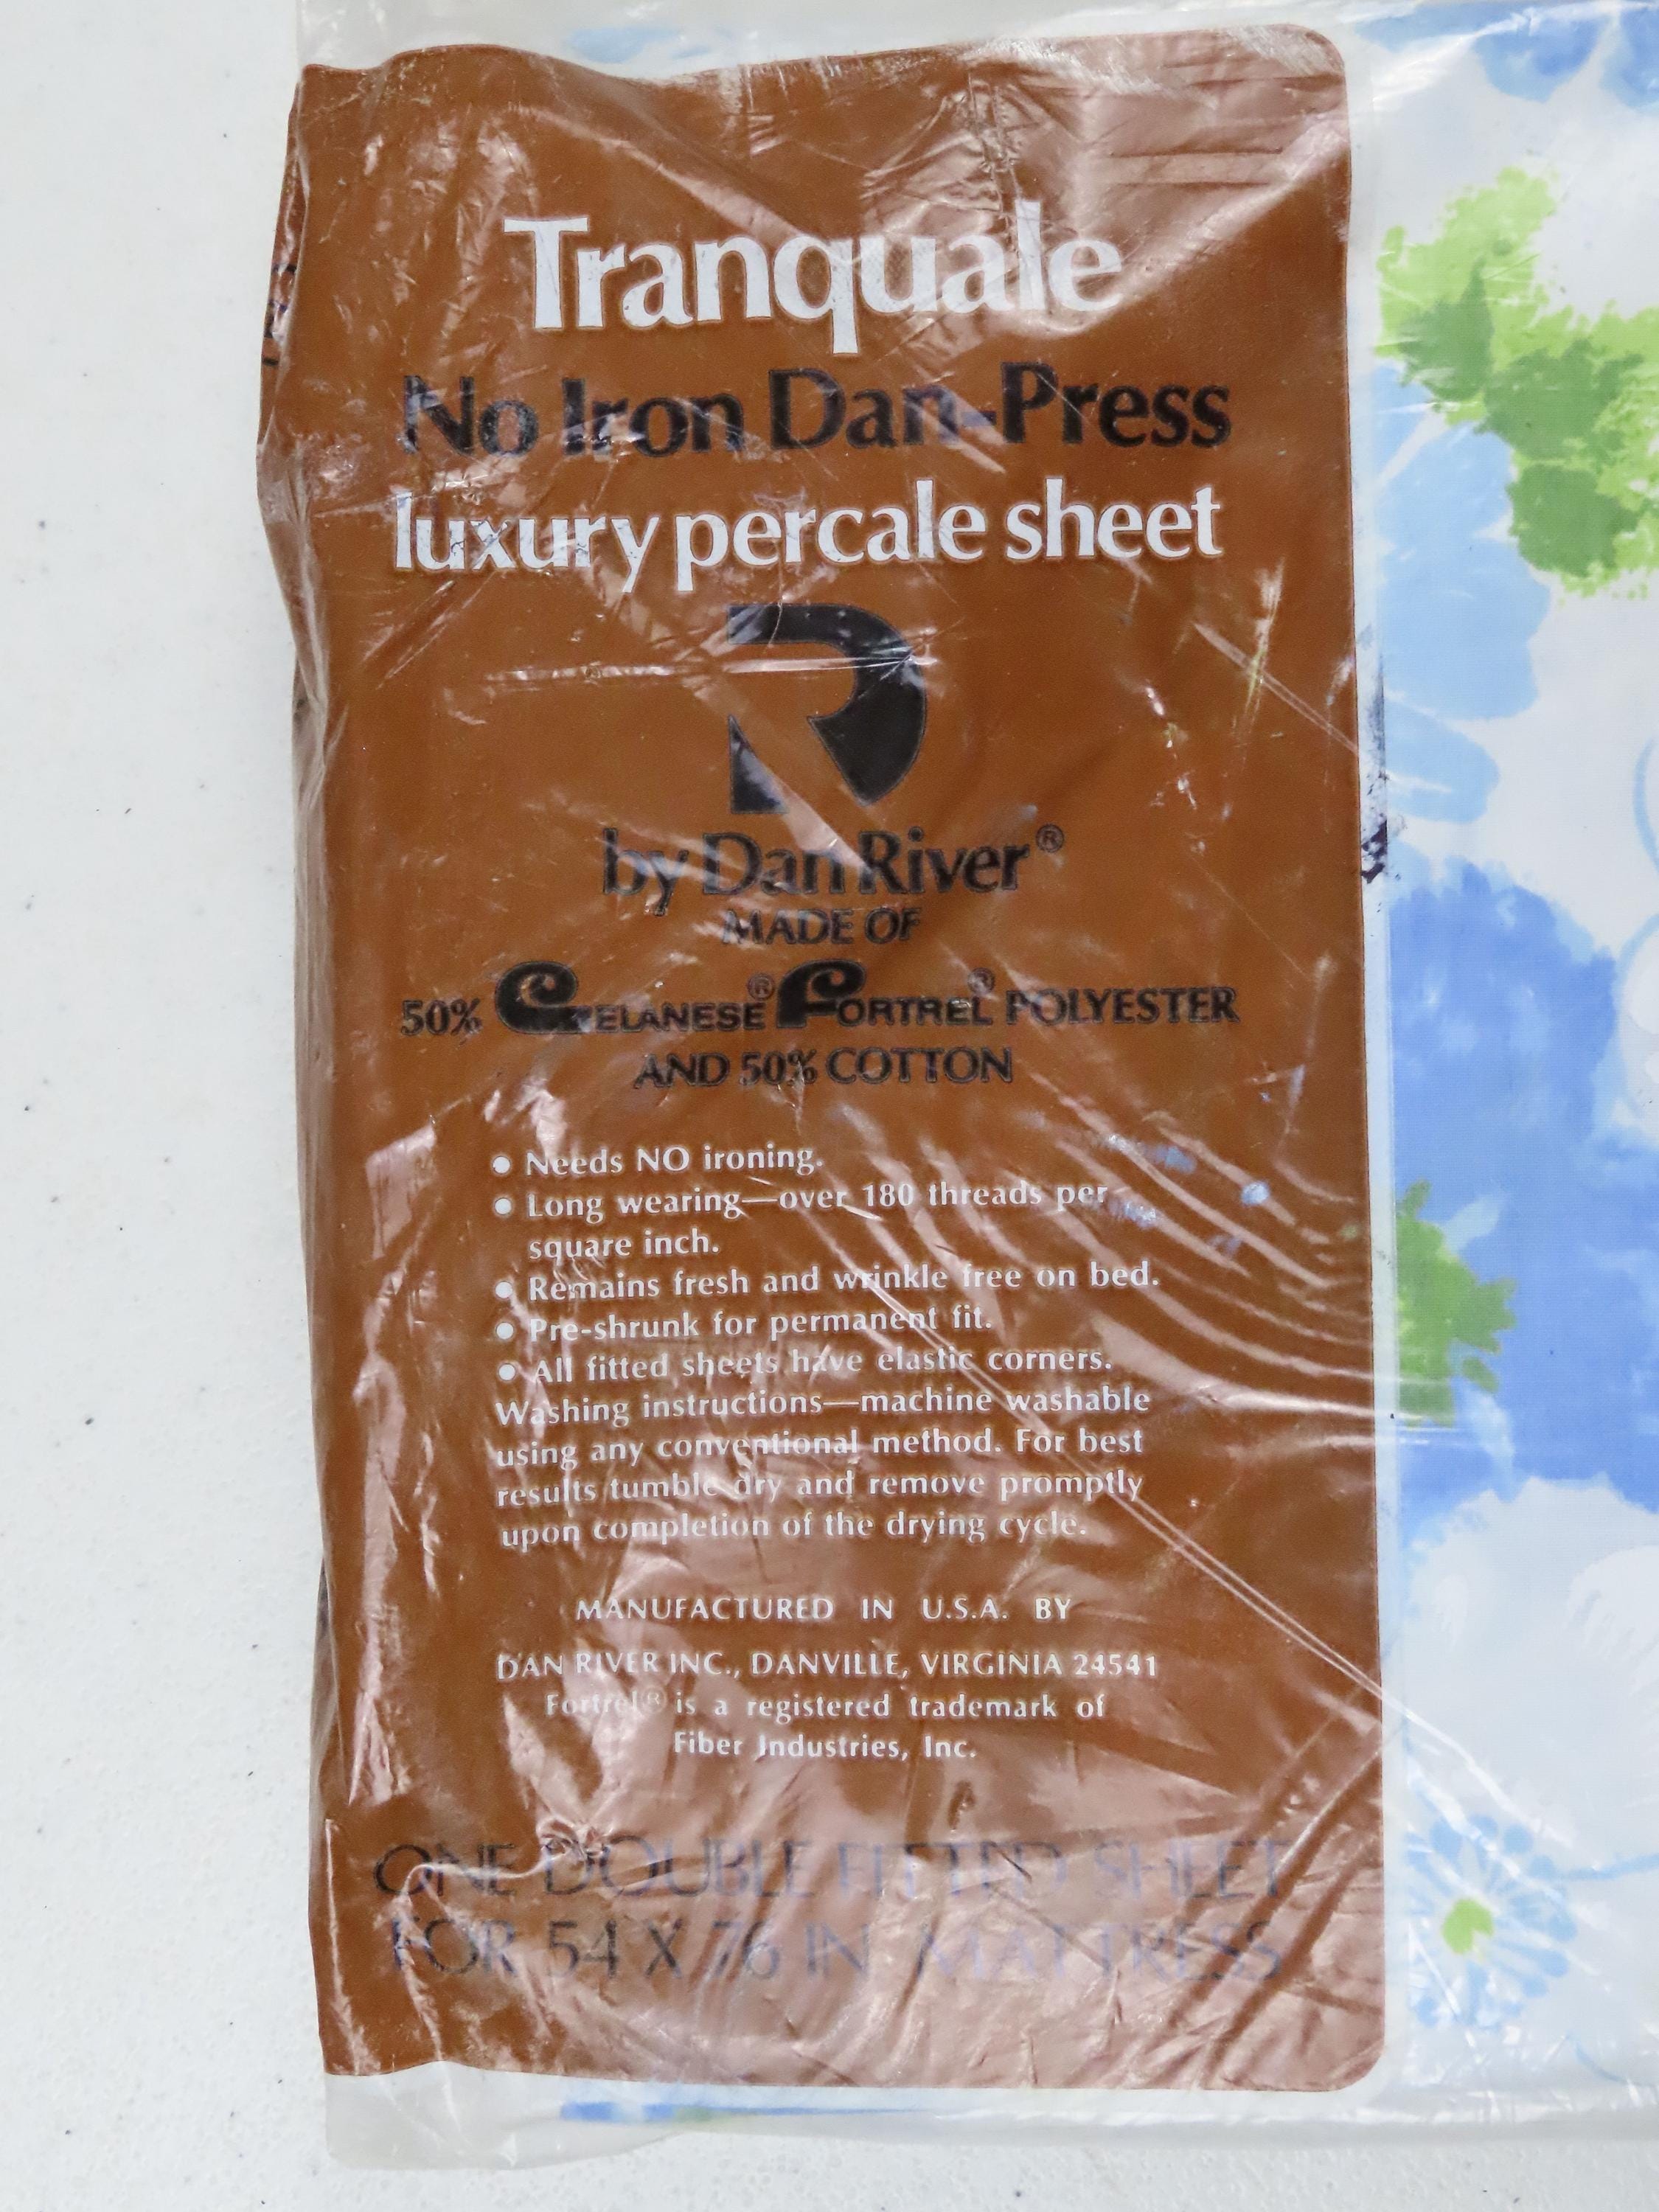 Tranquale
No Iron Dan-Press
luxury percale sheet
by Dan River®
MADE OF
50% CELANESE® FORTREL® POLYESTER
AND 50% COTTON
• Needs NO ironing.
• Long wearing—over 180 threads per
square inch.
• Remains fresh and wrinkle free on bed.
• Pre-shrunk for permanent fit.
• All fitted sheets have elastic corners.
Washing instructions—machine washable
using any conventional method. For best
results tumble dry and remove promptly
upon completion of the drying cycle.
MANUFACTURED IN U.S.A. BY
DAN RIVER INC., DANVILLE, VIRGINIA 24541
Fortrel® is a registered trademark of
Fiber Industries, Inc.
ONE DOUBLE FITTED SHEET
FOR 54 X 76 IN MATTRESS